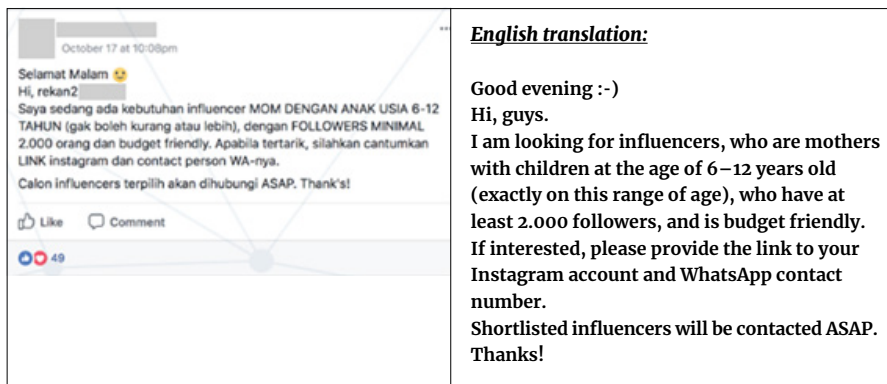 October 17 at 10:08pm
Selamat Malam
Hi, rekan2
Saya sedang ada kebutuhan influencer MOM DENGAN ANAK USIA 6-12
TAHUN (gak boleh kurang atau lebih), dengan FOLLOWERS MINIMAL
2.000 orang dan budget friendly. Apabila tertarik, silahkan cantumkan
LINK instagram dan contact person WA-nya.
Calon influencers terpilih akan dihubungi ASAP. Thank's!
Like Comment
49
English translation:
Good evening :-)
Hi, guys.
I am looking for influencers, who are mothers
with children at the age of 6–12 years old
(exactly on this range of age), who have at
least 2.000 followers, and is budget friendly.
If interested, please provide the link to your
Instagram account and WhatsApp contact
number.
Shortlisted influencers will be contacted ASAP.
Thanks!